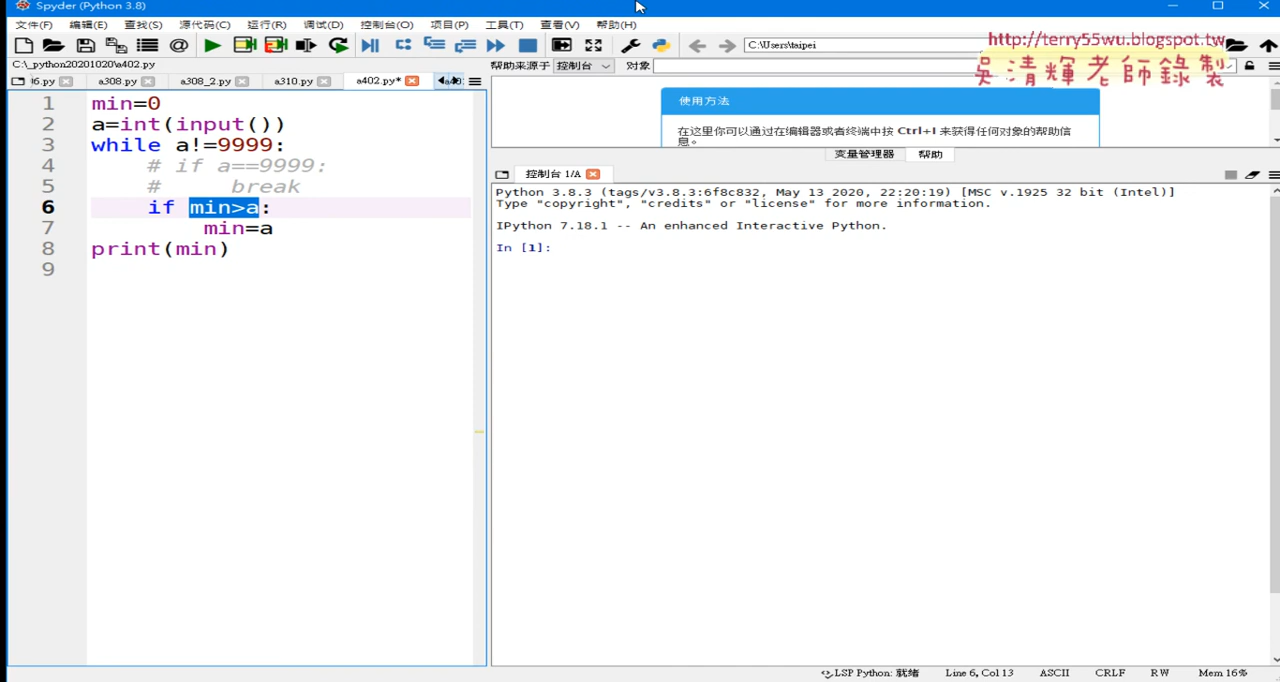 Spyder (Python 3.8)
文件(F) 编辑(E) 查找(S) 源代码(C) 运行(R) 调试(D) 控制台(O) 项目(P) 工具(T) 查看(V) 帮助(H)
C:\Users\taipei
http://terry55wu.blogspot.tw
吳清輝老師錄製
C:\_python20201020\a402.py
帮助来源于 控制台 对象
a308.py a308_2.py a310.py a402.py*
使用方法
在这里你可以通过在编辑器或者终端中按 Ctrl+I 来获得任何对象的帮助信
息。
变量管理器 帮助
控制台 1/A
1 min=0
2 a=int(input())
3 while a!=9999:
4 # if a==9999:
5 # break
6 if min>a:
7 min=a
8 print(min)
9
Python 3.8.3 (tags/v3.8.3:6f8c832, May 13 2020, 22:20:19) [MSC v.1925 32 bit (Intel)]
Type "copyright", "credits" or "license" for more information.
IPython 7.18.1 -- An enhanced Interactive Python.
In [1]:
LSP Python: 就绪 Line 6, Col 13 ASCII CRLF RW Mem 16%